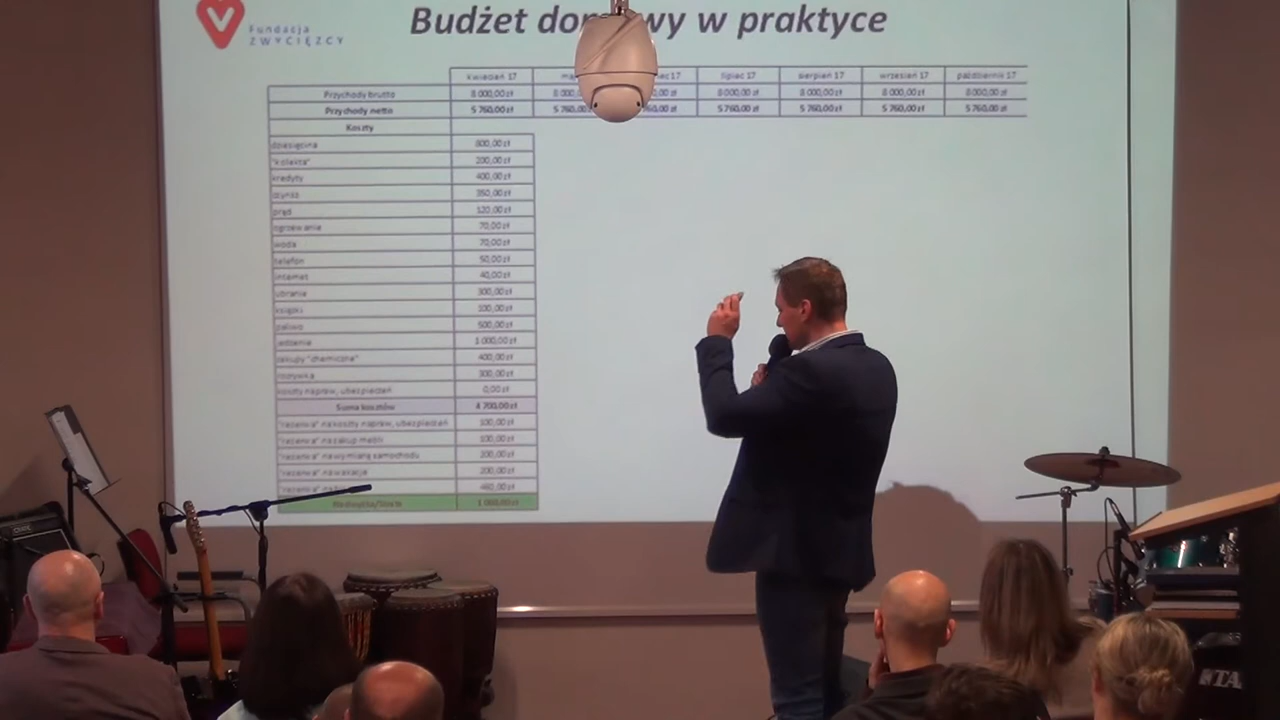 Fundacja
ZWYCIĘZCY
Budżet domowy w praktyce
kwiecień 17 lipiec 17 sierpień 17 wrzesień 17 październik 17
Przychody brutto 8 000,00 zł 8 000,00 zł 8 000,00 zł 8 000,00 zł 8 000,00 zł
Przychody netto 5 760,00 zł 5 760,00 zł 5 760,00 zł 5 760,00 zł 5 760,00 zł
Koszty
dziesięcina 800,00 zł
"kolekta" 200,00 zł
kredyty 400,00 zł
czynsz 350,00 zł
prąd 120,00 zł
ogrzewanie 70,00 zł
woda 70,00 zł
telefon 50,00 zł
internet 40,00 zł
ubrania 300,00 zł
książki 100,00 zł
paliwo 500,00 zł
jedzenie 1 000,00 zł
zakupy "chemiczne" 400,00 zł
rozrywka 300,00 zł
koszty napraw, ubezpieczeń 0,00 zł
Suma kosztów 4 700,00 zł
"rezerwa" na koszty napraw, ubezpieczeń 100,00 zł
"rezerwa" na zakup mebli 100,00 zł
"rezerwa" na wymianę samochodu 200,00 zł
"rezerwa" na wakacje 200,00 zł
"rezerwa" na 460,00 zł
1 060,00 zł